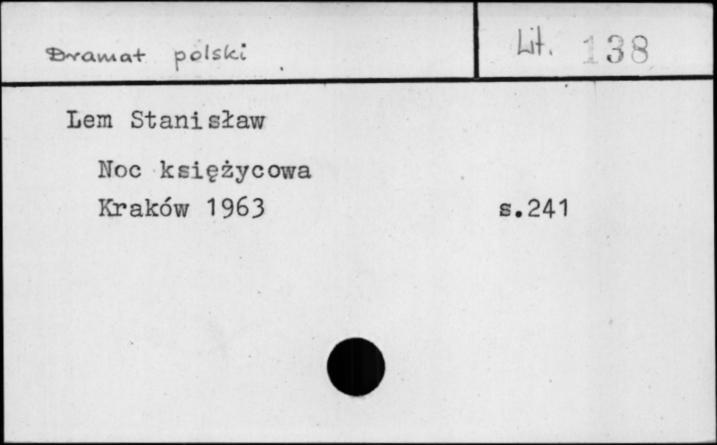 Dramat polski
Lit. 138
Lem Stanisław
Noc księżycowa
Kraków 1963 s.241